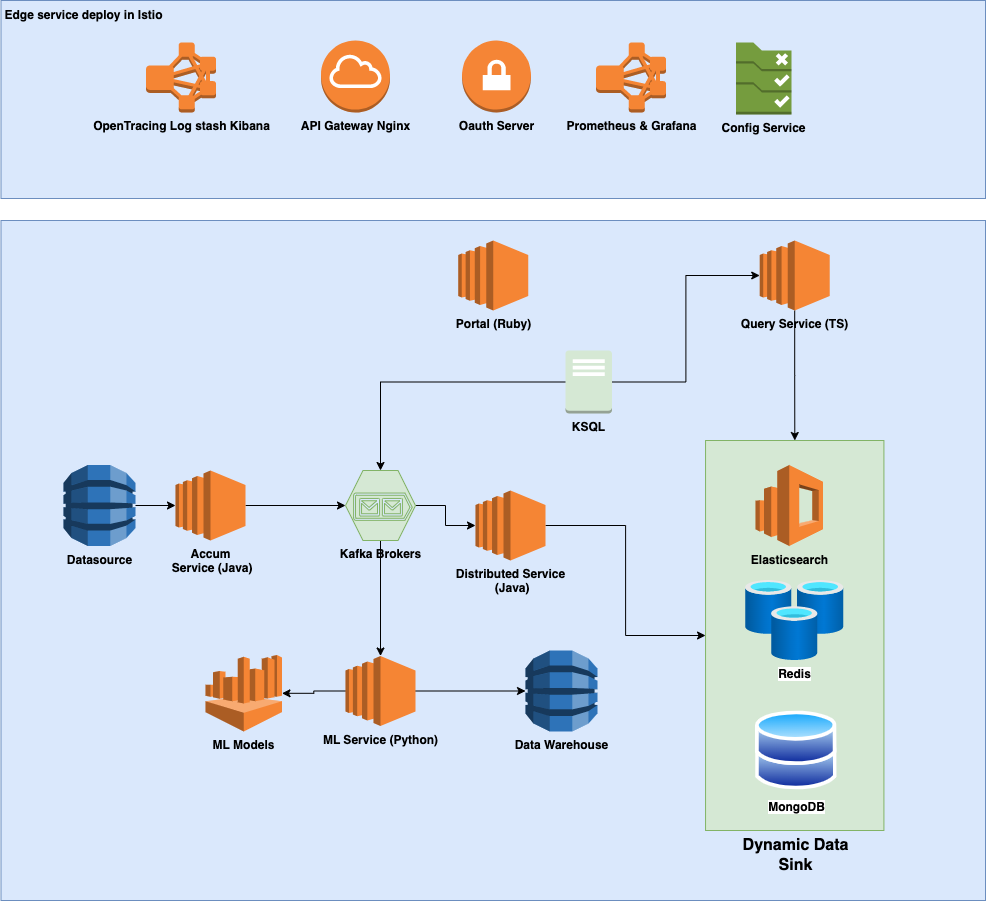 Edge service deploy in Istio
OpenTracing Log stash Kibana
API Gateway Nginx
Oauth Server
Prometheus & Grafana
Config Service
Portal (Ruby)
Query Service (TS)
KSQL
Datasource
Accum
Service (Java)
Kafka Brokers
Distributed Service
(Java)
Elasticsearch
Redis
ML Models
ML Service (Python)
Data Warehouse
MongoDB
Dynamic Data
Sink